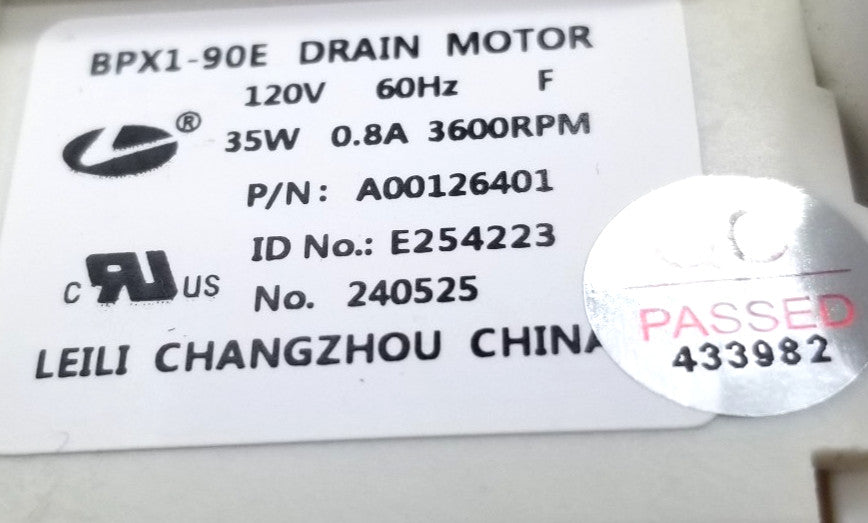 BPX1-90E DRAIN MOTOR
120V 60Hz F
35W 0.8A 3600RPM
®
P/N: A00126401
ID No.: E254223
c RU US
No. 240525
LEILI CHANGZHOU CHINA
PASSED
433982